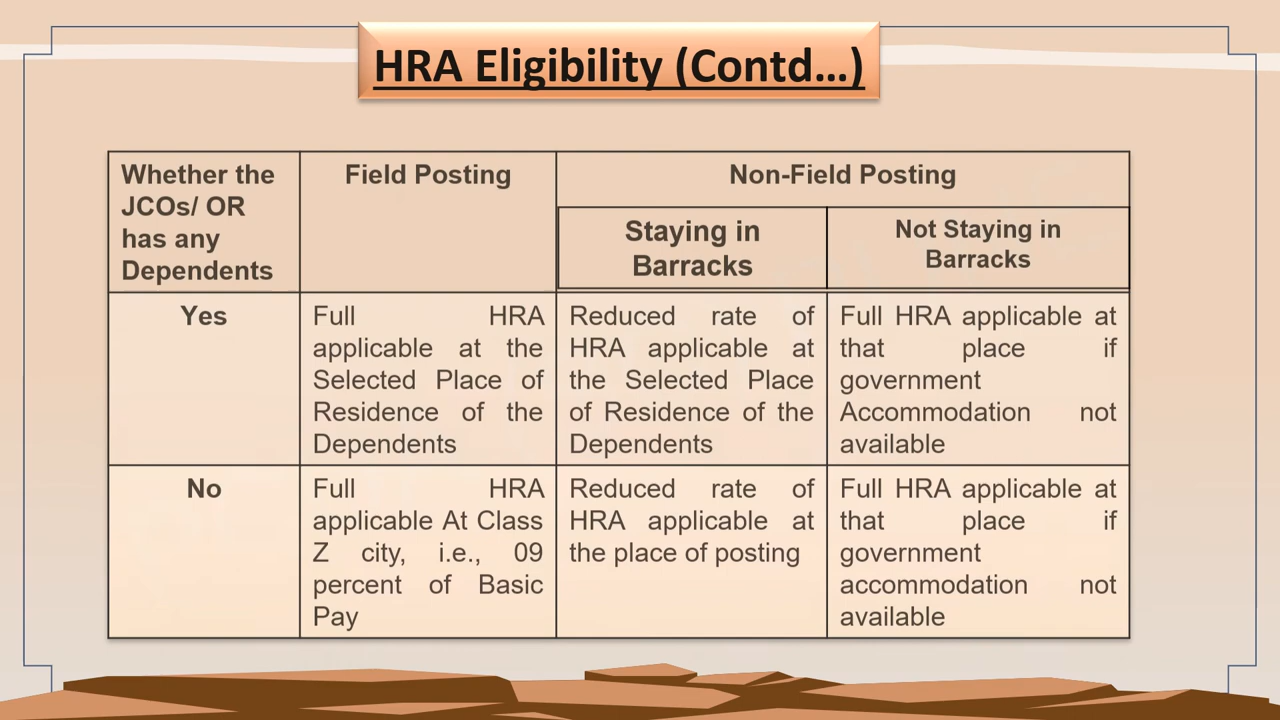 HRA Eligibility (Contd...)
Whether the
JCOs/ OR
has any
Dependents
Field Posting
Non-Field Posting
Staying in
Barracks
Not Staying in
Barracks
Yes
Full HRA
applicable at the
Selected Place of
Residence of the
Dependents
Reduced rate of
HRA applicable at
the Selected Place
of Residence of the
Dependents
Full HRA applicable at
that place if
government
Accommodation not
available
No
Full HRA
applicable At Class
Z city, i.e., 09
percent of Basic
Pay
Reduced rate of
HRA applicable at
the place of posting
Full HRA applicable at
that place if
government
accommodation not
available